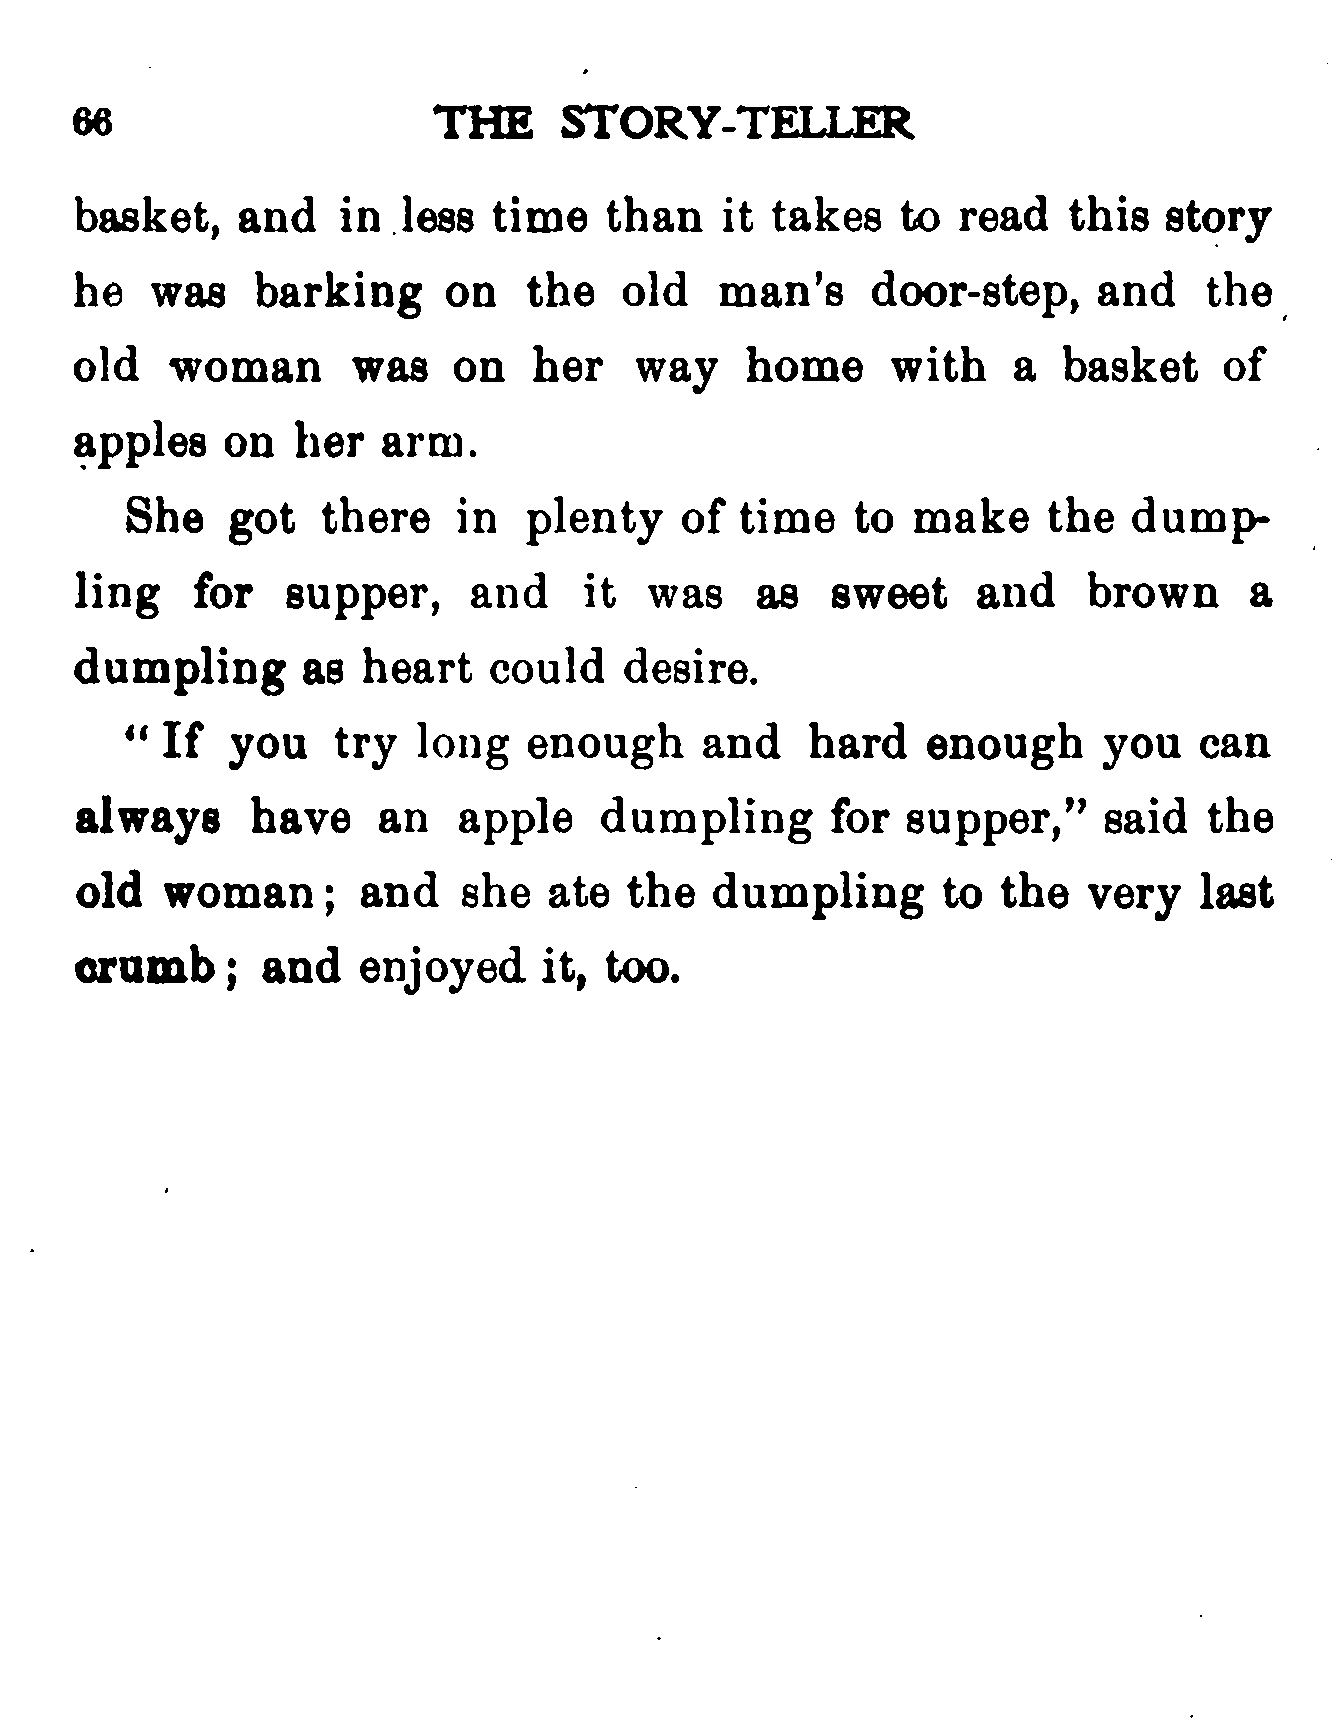 66 THE STORY-TELLER
basket, and in less time than it takes to read this story
he was barking on the old man's door-step, and the
old woman was on her way home with a basket of
apples on her arm.
She got there in plenty of time to make the dump-
ling for supper, and it was as sweet and brown a
dumpling as heart could desire.
“If you try long enough and hard enough you can
always have an apple dumpling for supper,” said the
old woman; and she ate the dumpling to the very last
crumb; and enjoyed it, too.